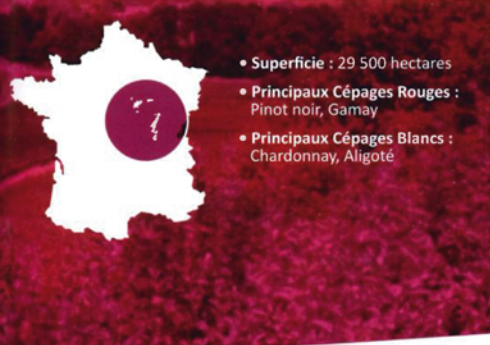 • Superficie : 29 500 hectares
• Principaux Cépages Rouges :
Pinot noir, Gamay
• Principaux Cépages Blancs :
Chardonnay, Aligoté